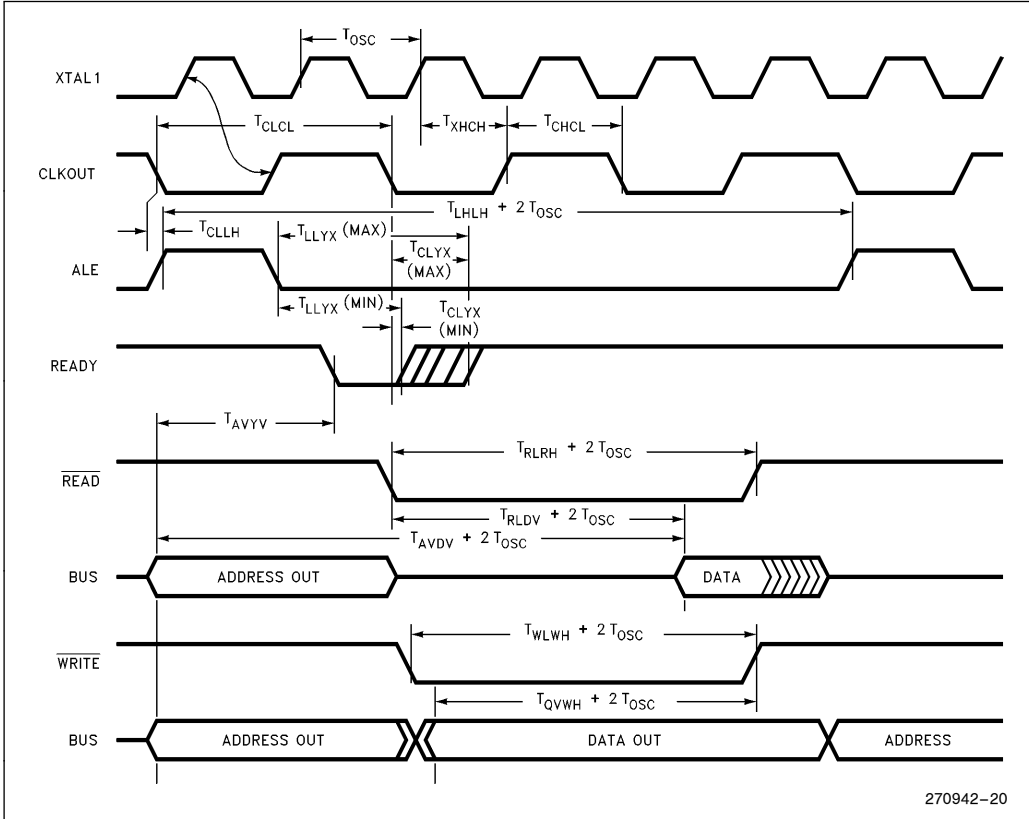 T_OSC
XTAL1
T_CLCL
T_XHCH
T_CHCL
CLKOUT
T_LHLH + 2 T_OSC
T_CLLH
T_LLYX (MAX)
T_CLYX
(MAX)
ALE
T_LLYX (MIN)
T_CLYX
(MIN)
READY
T_AVYV
T_RLRH + 2 T_OSC
READ
T_RLDV + 2 T_OSC
T_AVDV + 2 T_OSC
BUS
ADDRESS OUT
DATA
T_WLWH + 2 T_OSC
WRITE
T_QVWH + 2 T_OSC
BUS
ADDRESS OUT
DATA OUT
ADDRESS
270942-20